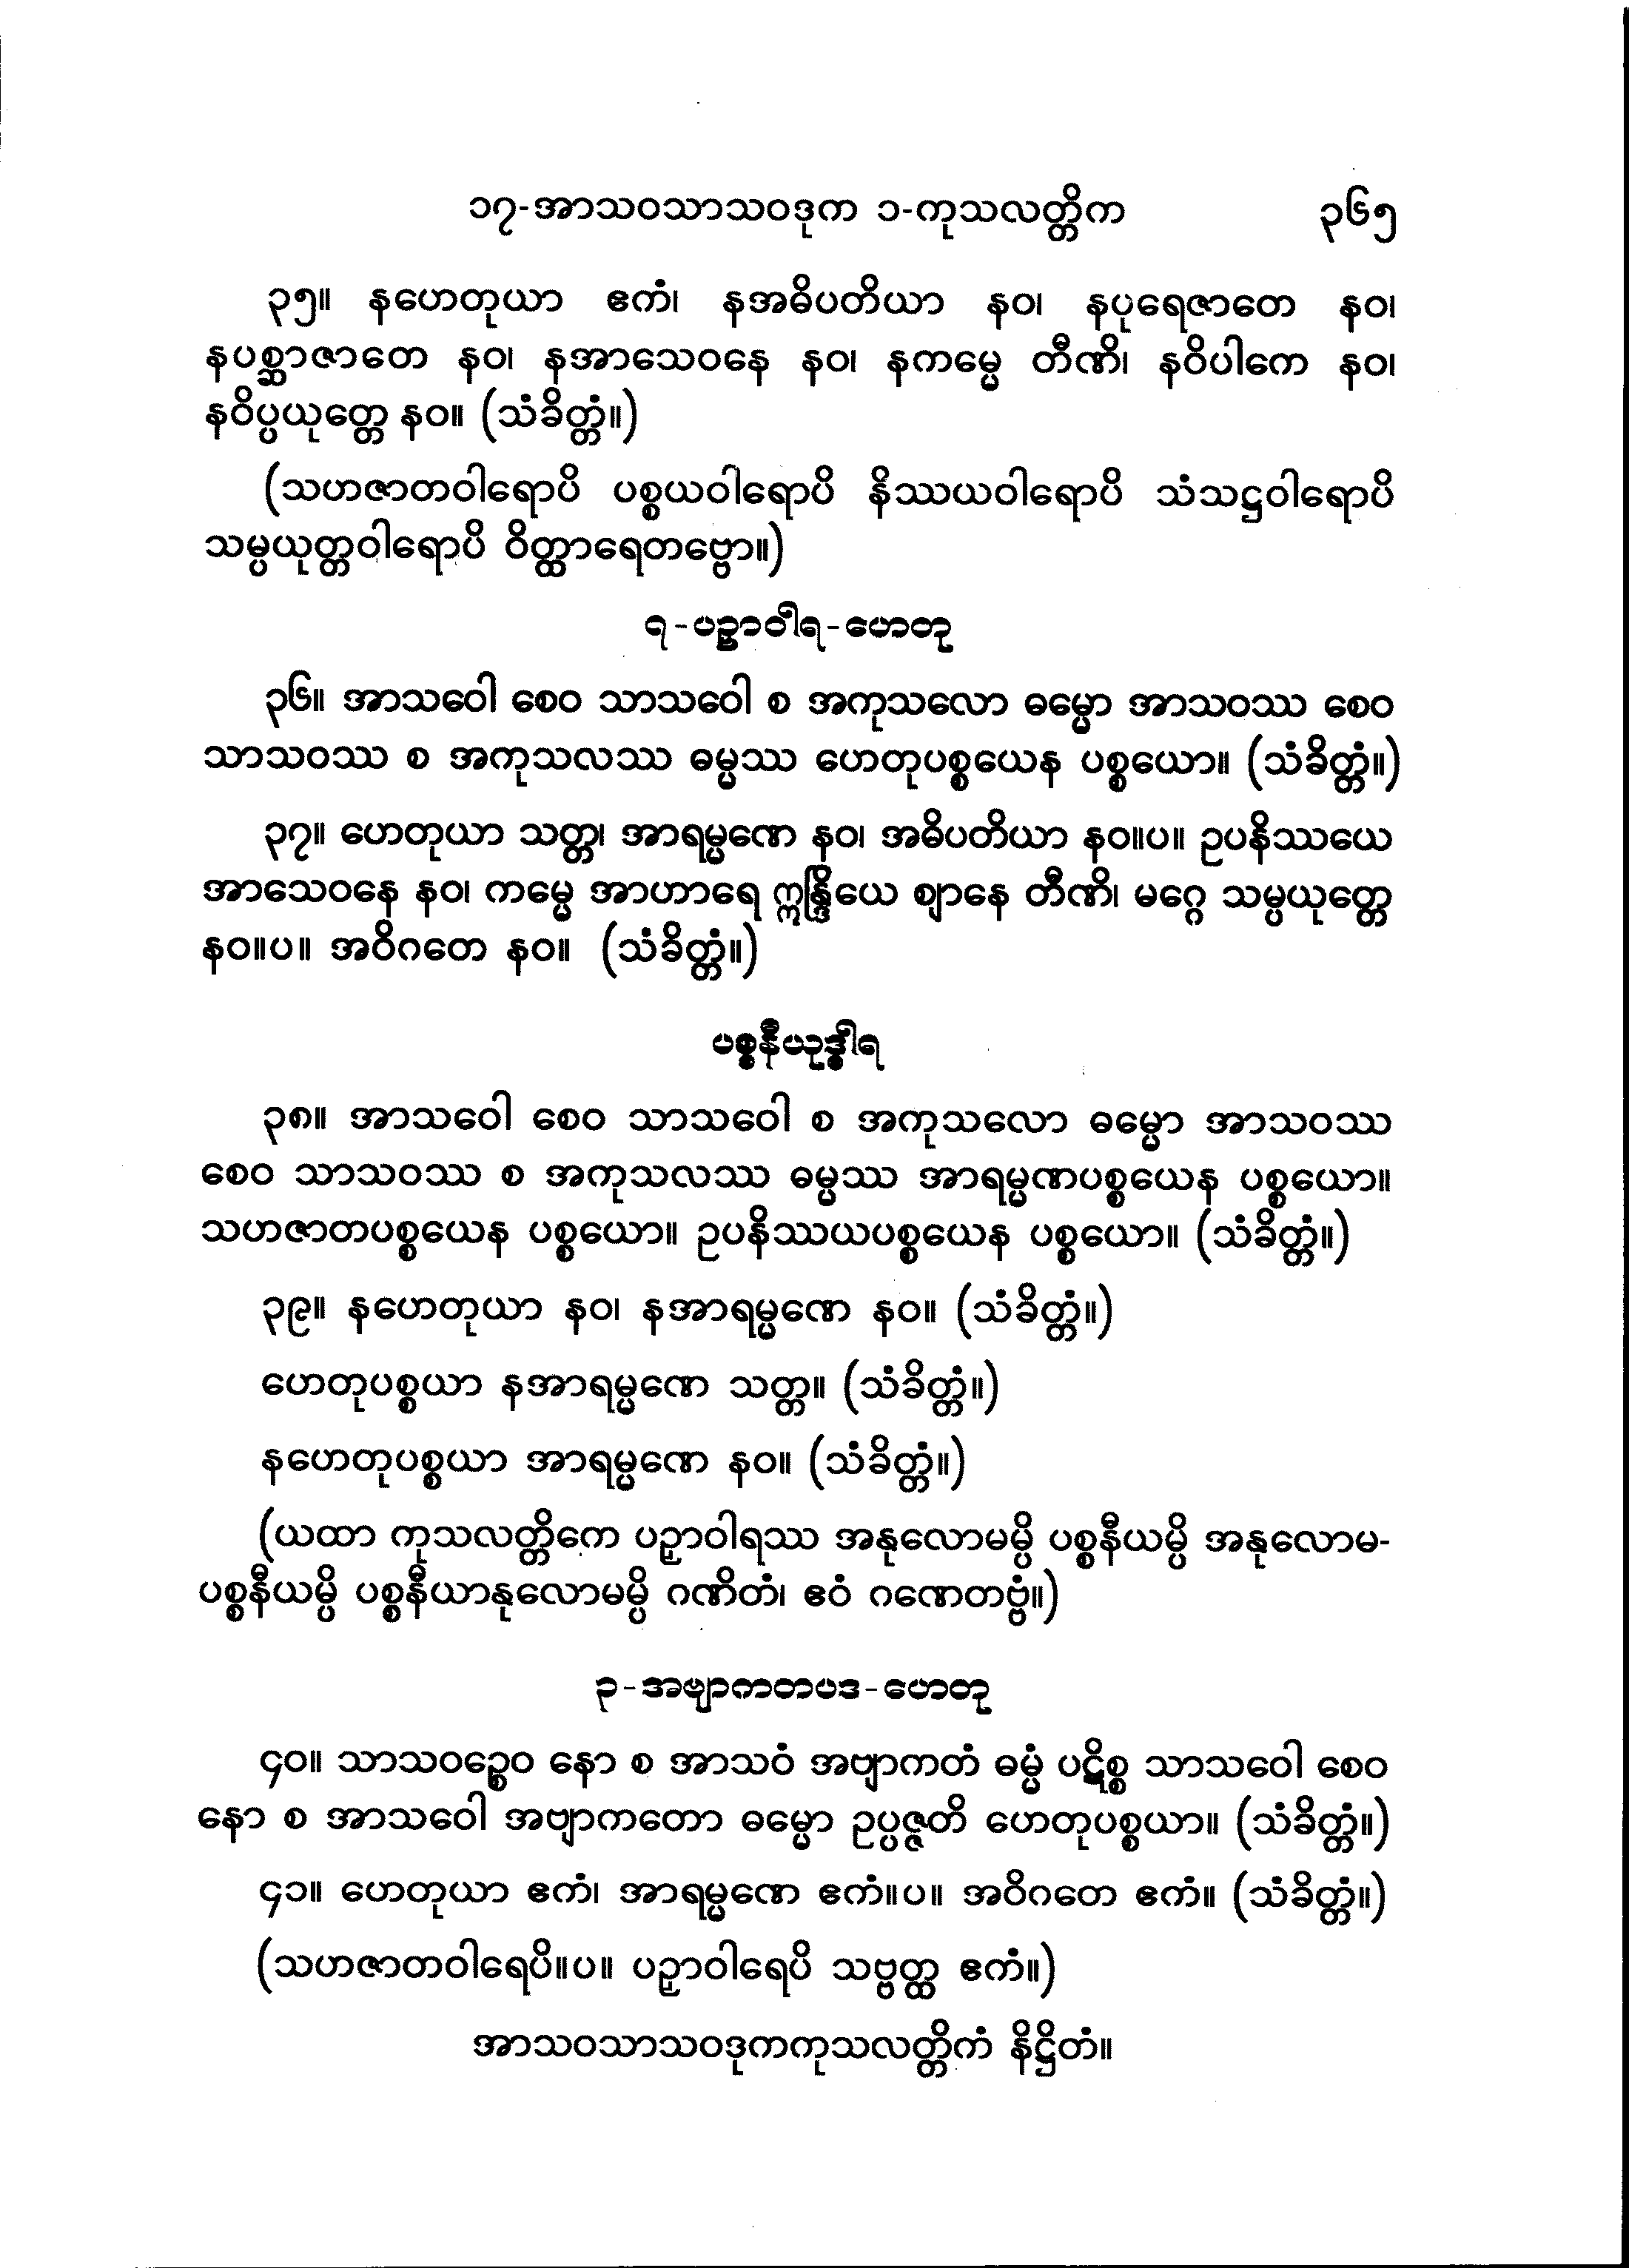 ၁၇-အာသဝသာသဝဒုက ၁-ကုသလတ္တိက ၃၆၅
၃၅။ နဟေတုယာ ဧကံ၊ နအဓိပတိယာ နဝ၊ နပုရေဇာတေ နဝ၊
နပစ္ဆာဇာတေ နဝ၊ နအာသေဝနေ နဝ၊ နကမ္မေ တီဏိ၊ နဝိပါကေ နဝ၊
နဝိပ္ပယုတ္တေ နဝ။ (သံခိတ္တံ။)
(သဟဇာတဝါရောပိ ပစ္စယဝါရောပိ နိဿယဝါရောပိ သံသဋ္ဌဝါရောပိ
သမ္ပယုတ္တဝါရောပိ ဝိတ္ထာရေတဗ္ဗော။)
၇-ပဉှာဝါရ-ဟေတု
၃၆။ အာသဝေါ စေဝ သာသဝေါ စ အကုသလော ဓမ္မော အာသဝဿ စေဝ
သာသဝဿ စ အကုသလဿ ဓမ္မဿ ဟေတုပစ္စယေန ပစ္စယော။ (သံခိတ္တံ။)
၃၇။ ဟေတုယာ သတ္တ၊ အာရမ္မဏေ နဝ၊ အဓိပတိယာ နဝ။ပ။ ဥပနိဿယေ
အာသေဝနေ နဝ၊ ကမ္မေ အာဟာရေ ဣန္ဒြိယေ ဈာနေ တီဏိ၊ မဂ္ဂေ သမ္ပယုတ္တေ
နဝ။ပ။ အဝိဂတေ နဝ။ (သံခိတ္တံ။)
ပစ္စနီယုဒ္ဓါရ
၃၈။ အာသဝေါ စေဝ သာသဝေါ စ အကုသလော ဓမ္မော အာသဝဿ
စေဝ သာသဝဿ စ အကုသလဿ ဓမ္မဿ အာရမ္မဏပစ္စယေန ပစ္စယော။
သဟဇာတပစ္စယေန ပစ္စယော။ ဥပနိဿယပစ္စယေန ပစ္စယော။ (သံခိတ္တံ။)
၃၉။ နဟေတုယာ နဝ၊ နအာရမ္မဏေ နဝ။ (သံခိတ္တံ။)
ဟေတုပစ္စယာ နအာရမ္မဏေ သတ္တ။ (သံခိတ္တံ။)
နဟေတုပစ္စယာ အာရမ္မဏေ နဝ။ (သံခိတ္တံ။)
(ယထာ ကုသလတ္တိကေ ပဉှာဝါရဿ အနုလောမမ္ပိ ပစ္စနီယမ္ပိ အနုလောမ-
ပစ္စနီယမ္ပိ ပစ္စနီယာနုလောမမ္ပိ ဂဏိတံ၊ ဧဝံ ဂဏေတဗ္ဗံ။)
၃-အဗျာကတပဒ-ဟေတု
၄၀။ သာသဝဉ္စေဝ နော စ အာသဝံ အဗျာကတံ ဓမ္မံ ပဋိစ္စ သာသဝေါ စေဝ
နော စ အာသဝေါ အဗျာကတော ဓမ္မော ဥပ္ပဇ္ဇတိ ဟေတုပစ္စယာ။ (သံခိတ္တံ။)
၄၁။ ဟေတုယာ ဧကံ၊ အာရမ္မဏေ ဧကံ။ပ။ အဝိဂတေ ဧကံ။ (သံခိတ္တံ။)
(သဟဇာတဝါရေပိ။ပ။ ပဉှာဝါရေပိ သဗ္ဗတ္ထ ဧကံ။)
အာသဝသာသဝဒုကကုသလတ္တိကံ နိဋ္ဌိတံ။